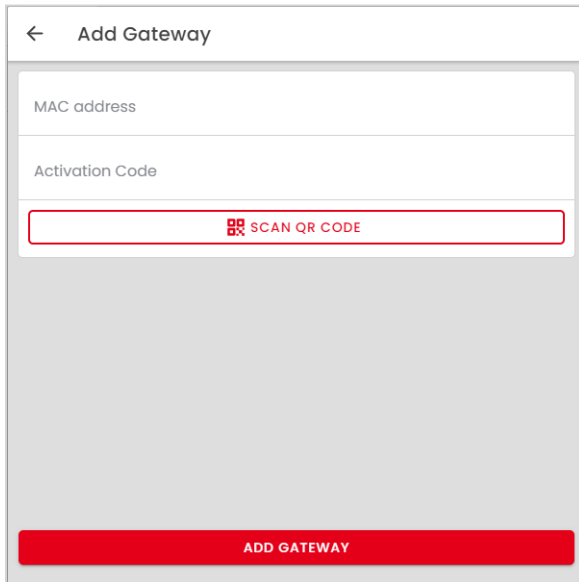 Add Gateway
MAC address
Activation Code
SCAN QR CODE
ADD GATEWAY